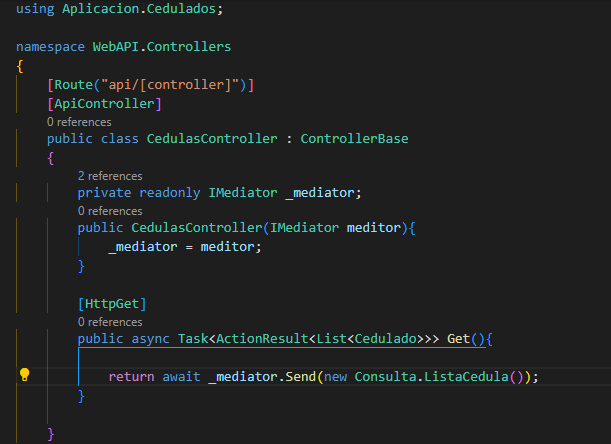 using Aplicacion.Cedulados;
namespace WebAPI.Controllers
{
[Route("api/[controller]")]
[ApiController]
0 references
public class CedulasController : ControllerBase
{
2 references
private readonly IMediator _mediator;
0 references
public CedulasController(IMediator meditor){
_mediator = meditor;
}
[HttpGet]
0 references
public async Task<ActionResult<List<Cedulado>>> Get(){
return await _mediator.Send(new Consulta.ListaCedula());
}
}